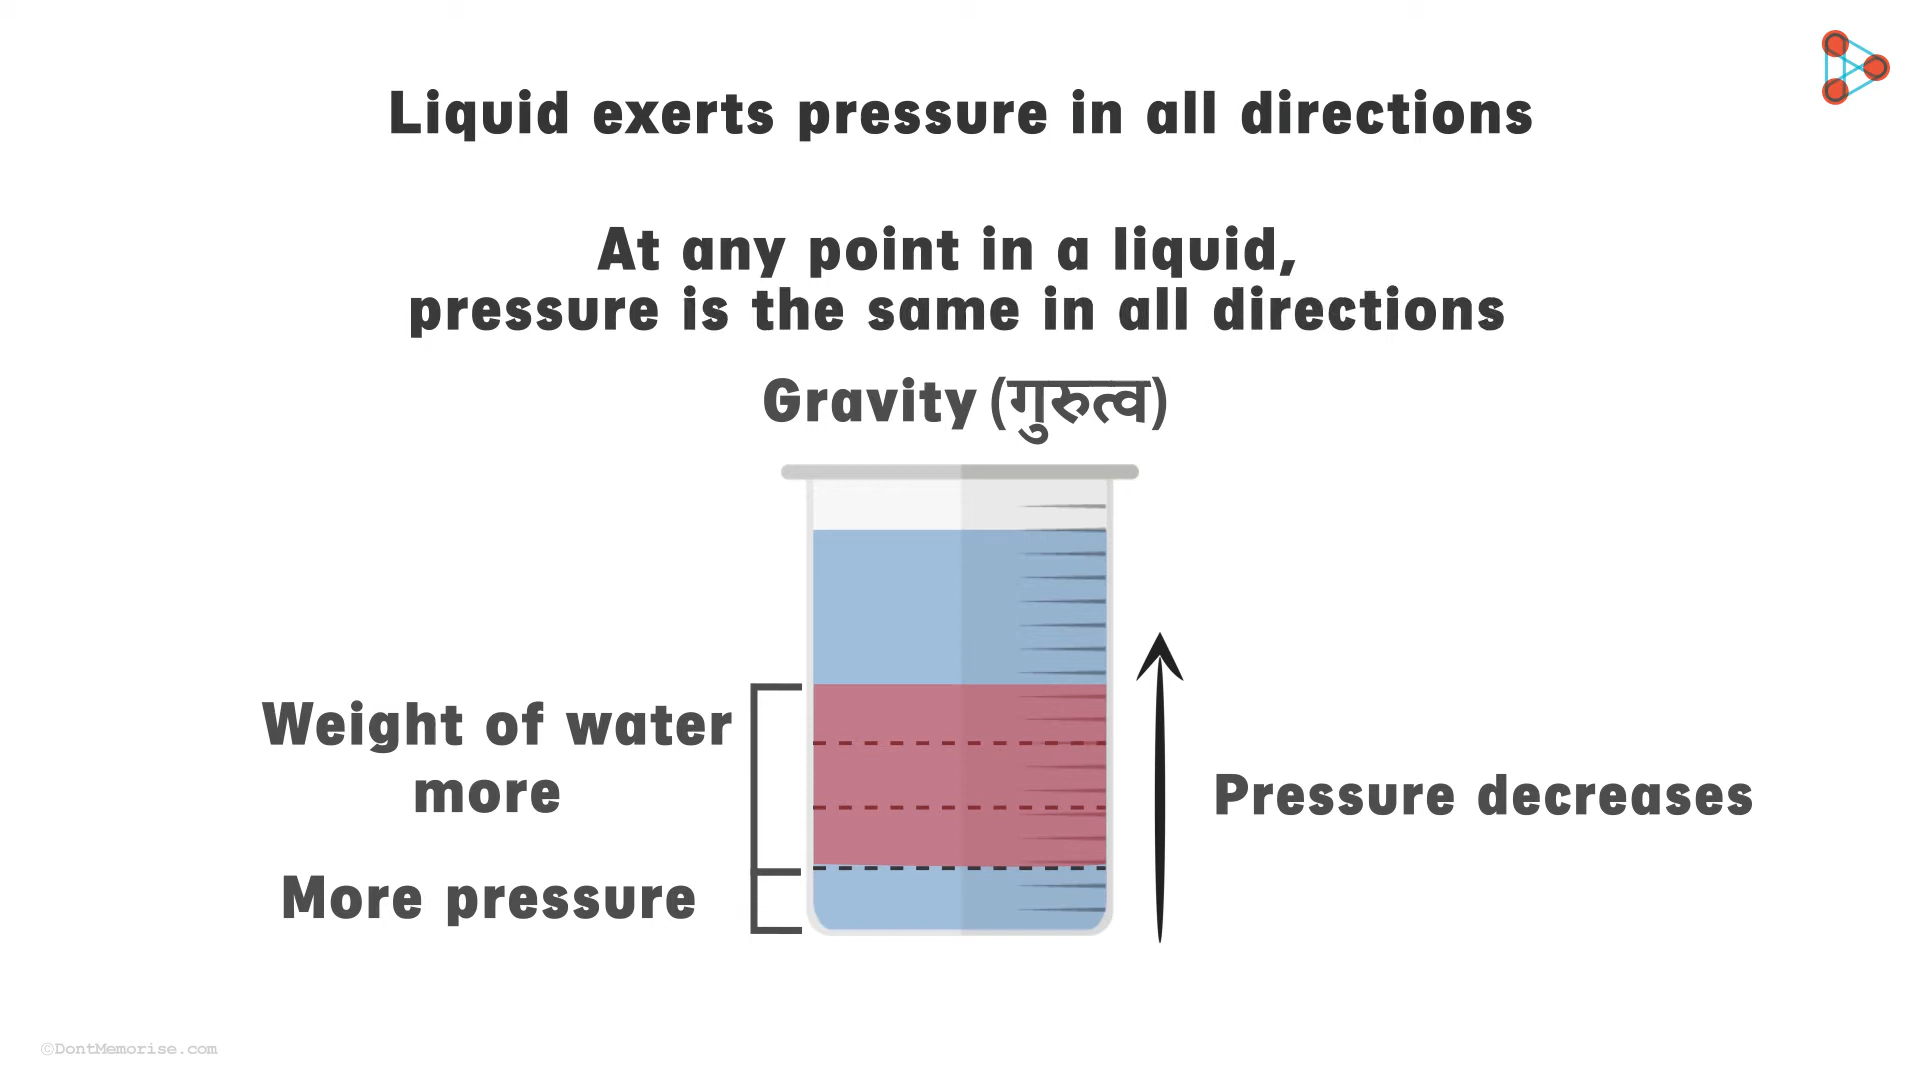 Liquid exerts pressure in all directions
At any point in a liquid,
pressure is the same in all directions
Gravity (गुरुत्व)
Weight of water
more
More pressure
Pressure decreases
©DontMemorise.com